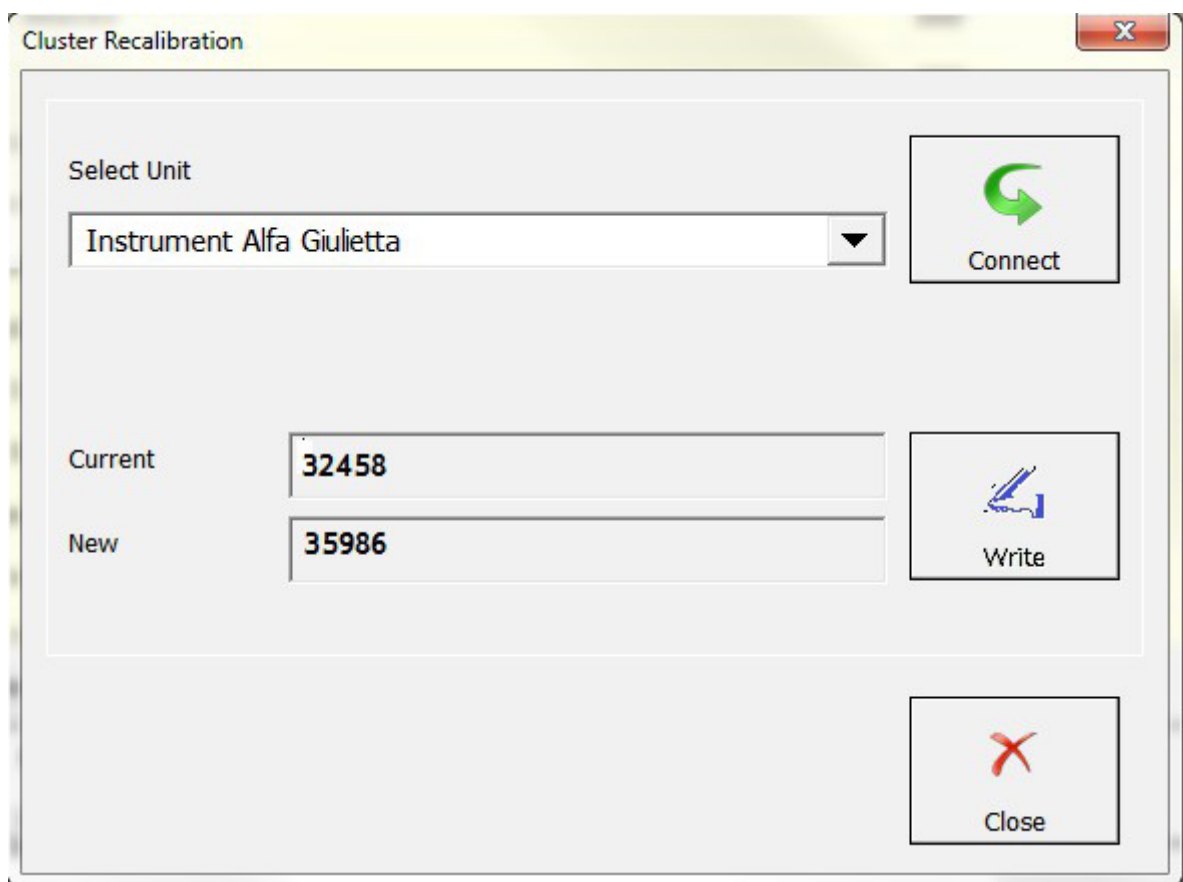 Cluster Recalibration
Select Unit
Instrument Alfa Giulietta
Connect
Current
32458
New
35986
Write
Close